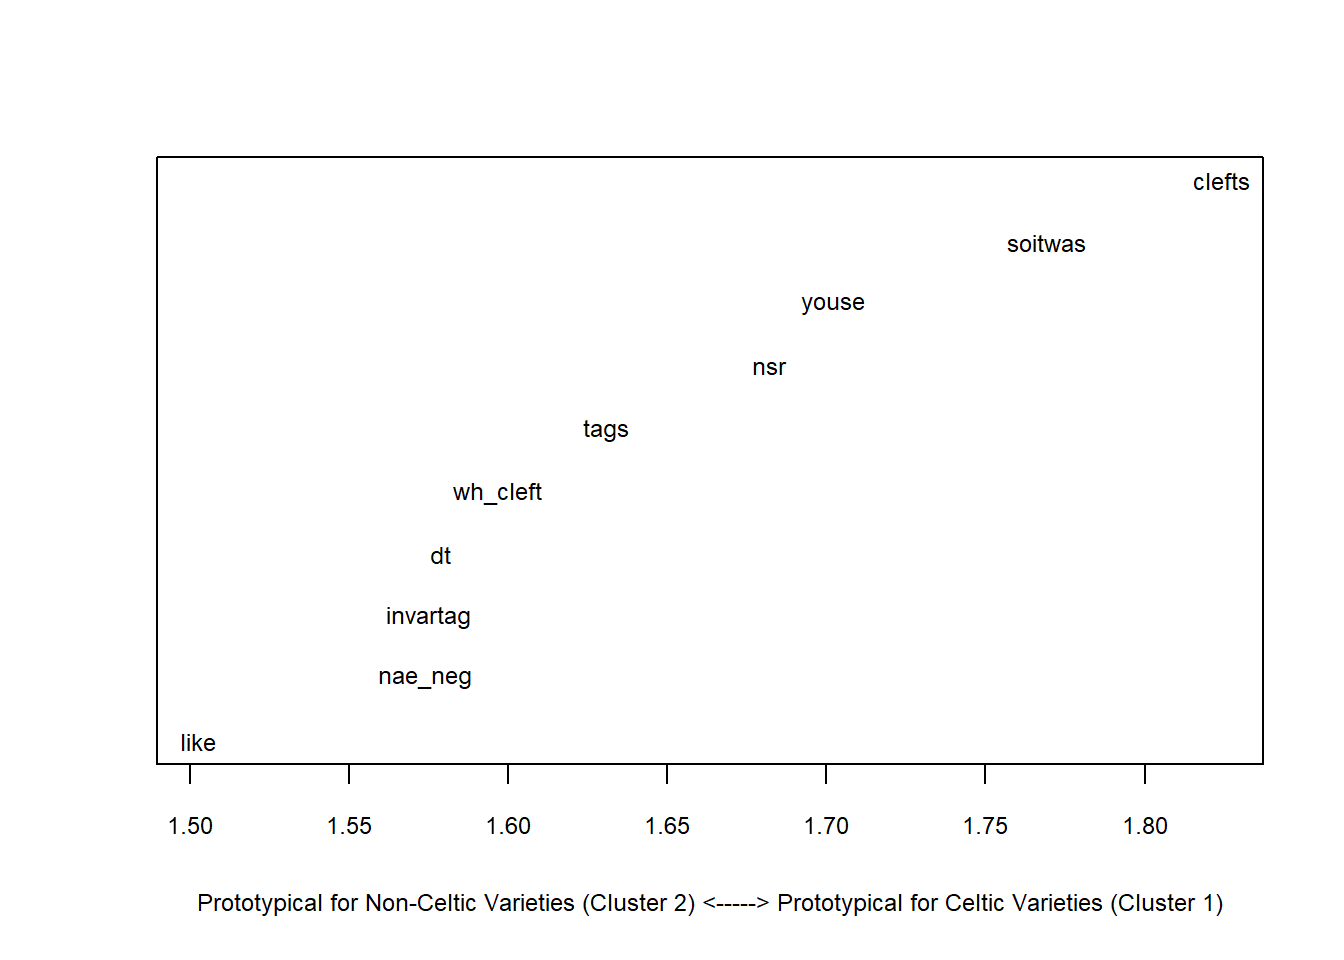 clefts
soitwas
youse
nsr
tags
wh_cleft
dt
invartag
nae_neg
like
1.50 1.55 1.60 1.65 1.70 1.75 1.80
Prototypical for Non-Celtic Varieties (Cluster 2) <-----> Prototypical for Celtic Varieties (Cluster 1)